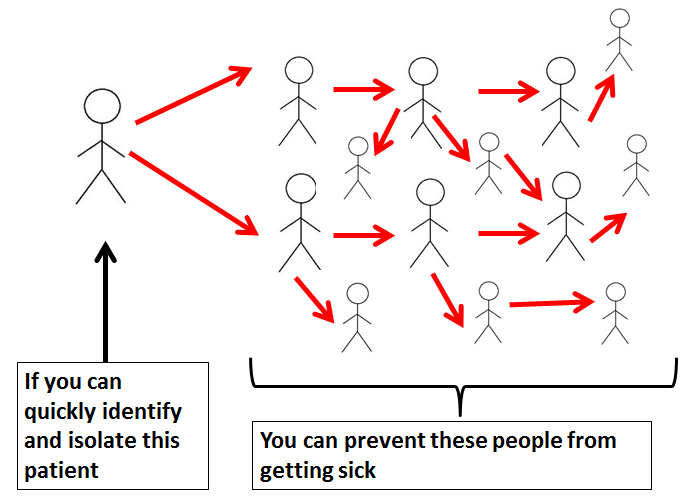 If you can
quickly identify
and isolate this
patient
You can prevent these people from
getting sick